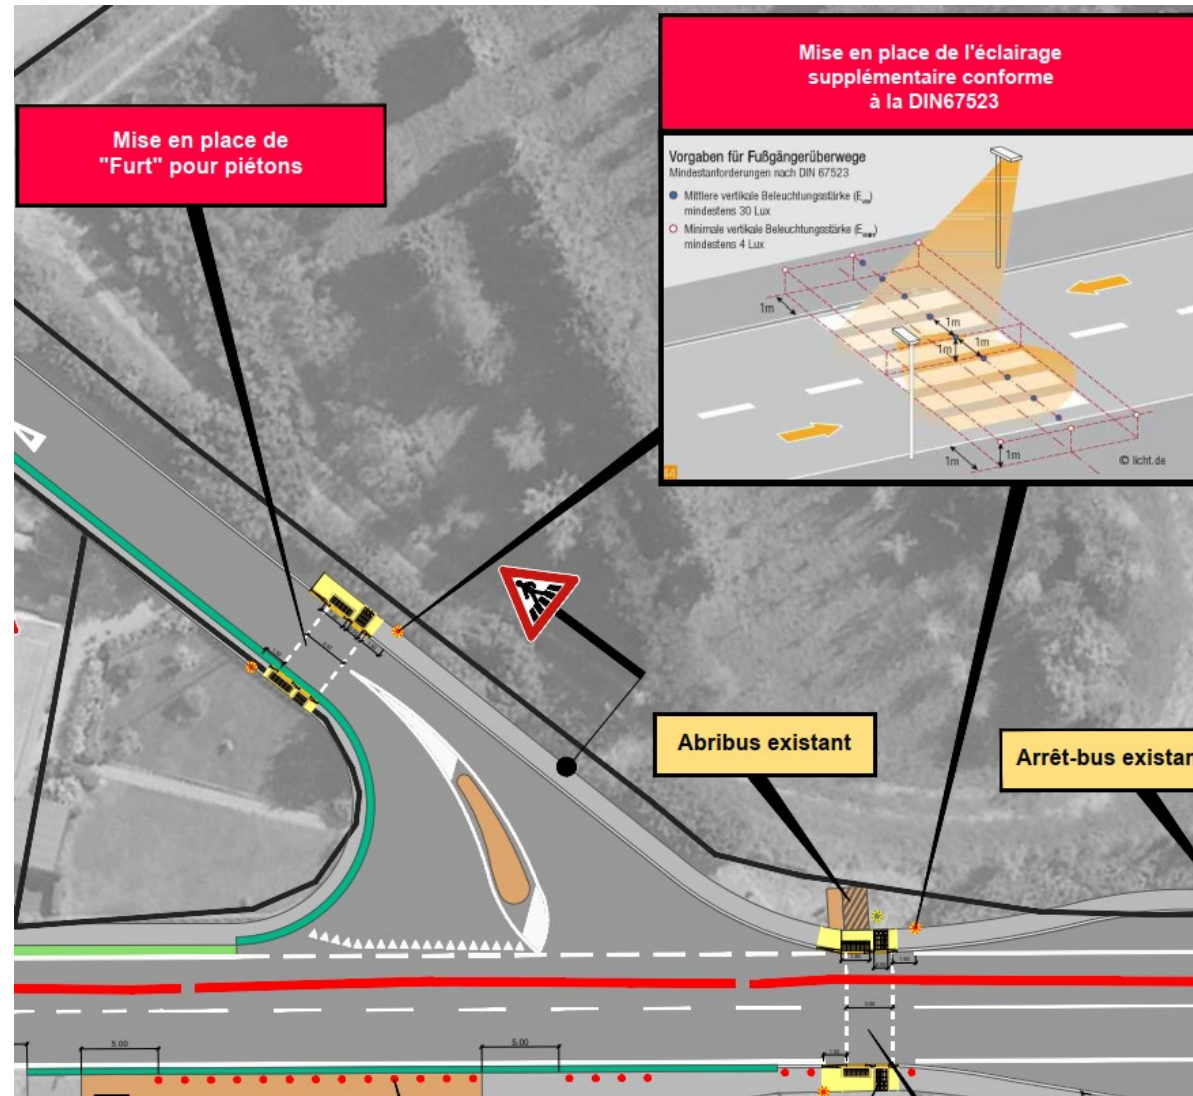 Mise en place de l'éclairage
supplémentaire conforme
à la DIN67523
Mise en place de
"Furt" pour piétons
Vorgaben für Fußgängerüberwege
Mindestanforderungen nach DIN 67523
Mittlere vertikale Beleuchtungsstärke
mindestens 30 Lux
Minimale vertikale Beleuchtungsstärke
mindestens 4 Lux
1m
1m
1m
1m
1m
1m
© licht.de
Abribus existant
Arrêt-bus existan
5.00
5.00